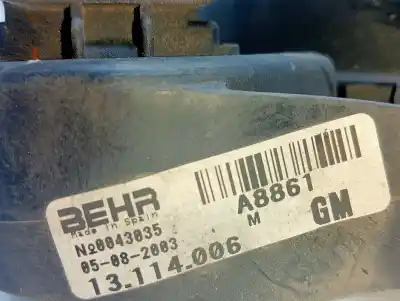 BEHR
Made in Spain
№0043035
05-08-2003
13.114.006
A8861
M
GM